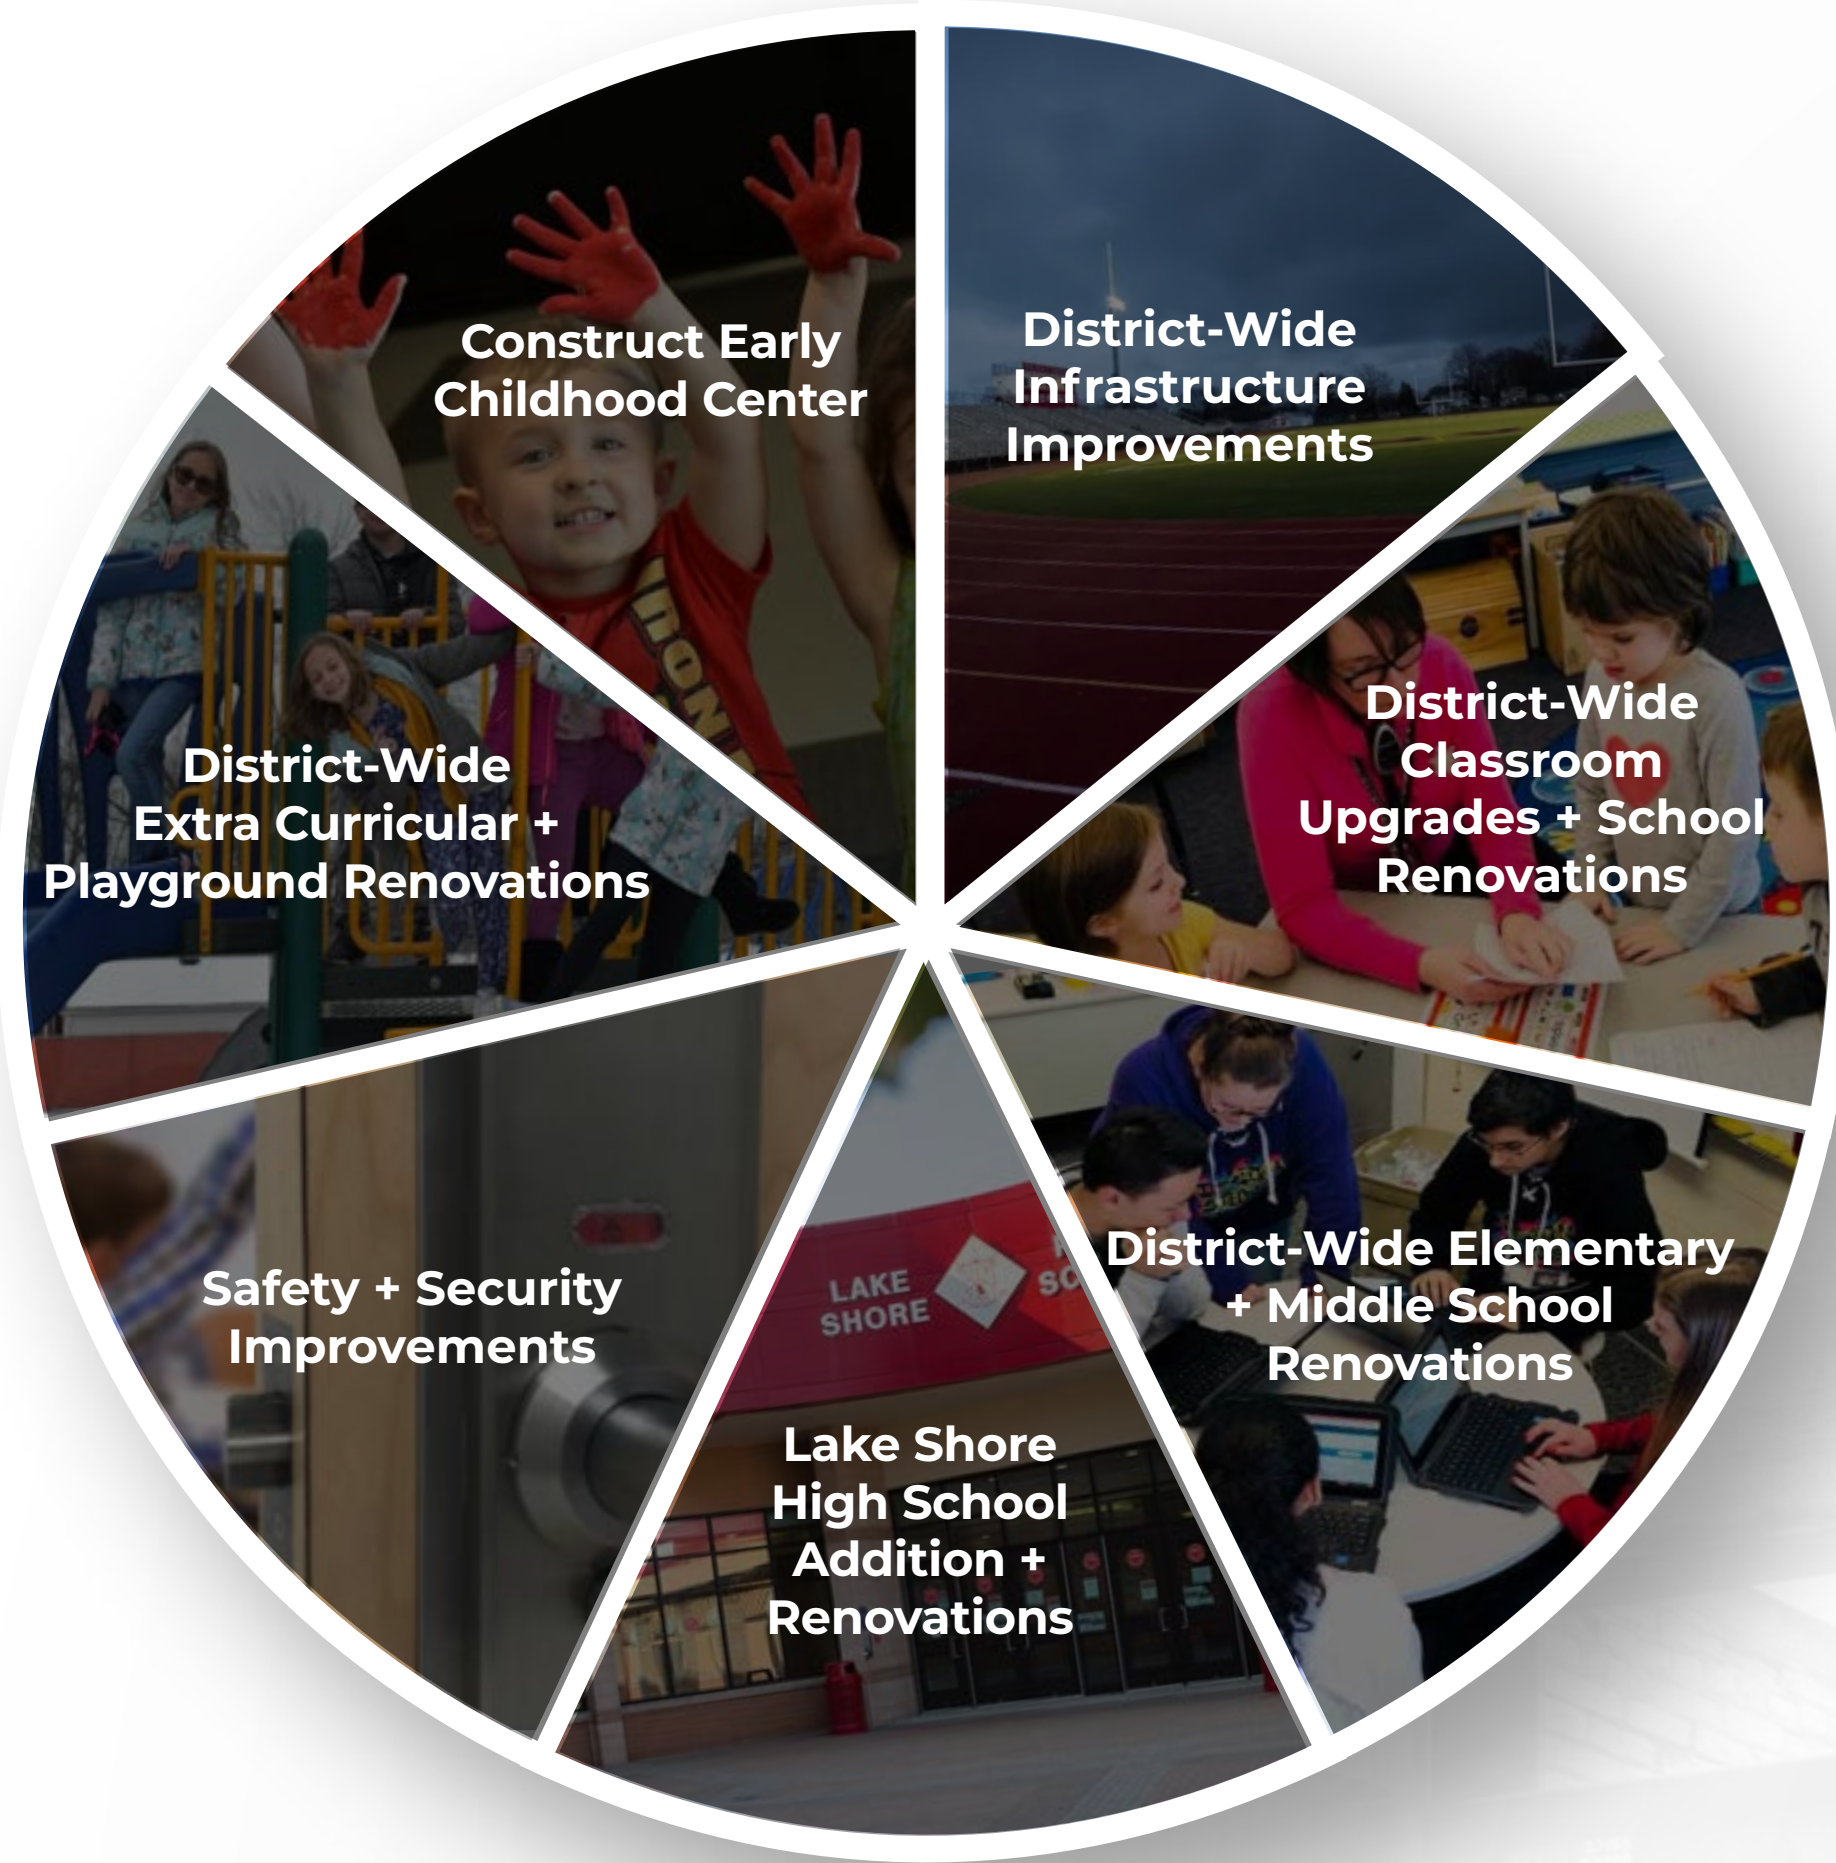 Construct Early
Childhood Center
District-Wide
Infrastructure
Improvements
District-Wide
Classroom
Upgrades + School
Renovations
District-Wide
Extra Curricular +
Playground Renovations
District-Wide Elementary
+ Middle School
Renovations
Safety + Security
Improvements
LAKE
SHORE
Lake Shore
High School
Addition +
Renovations